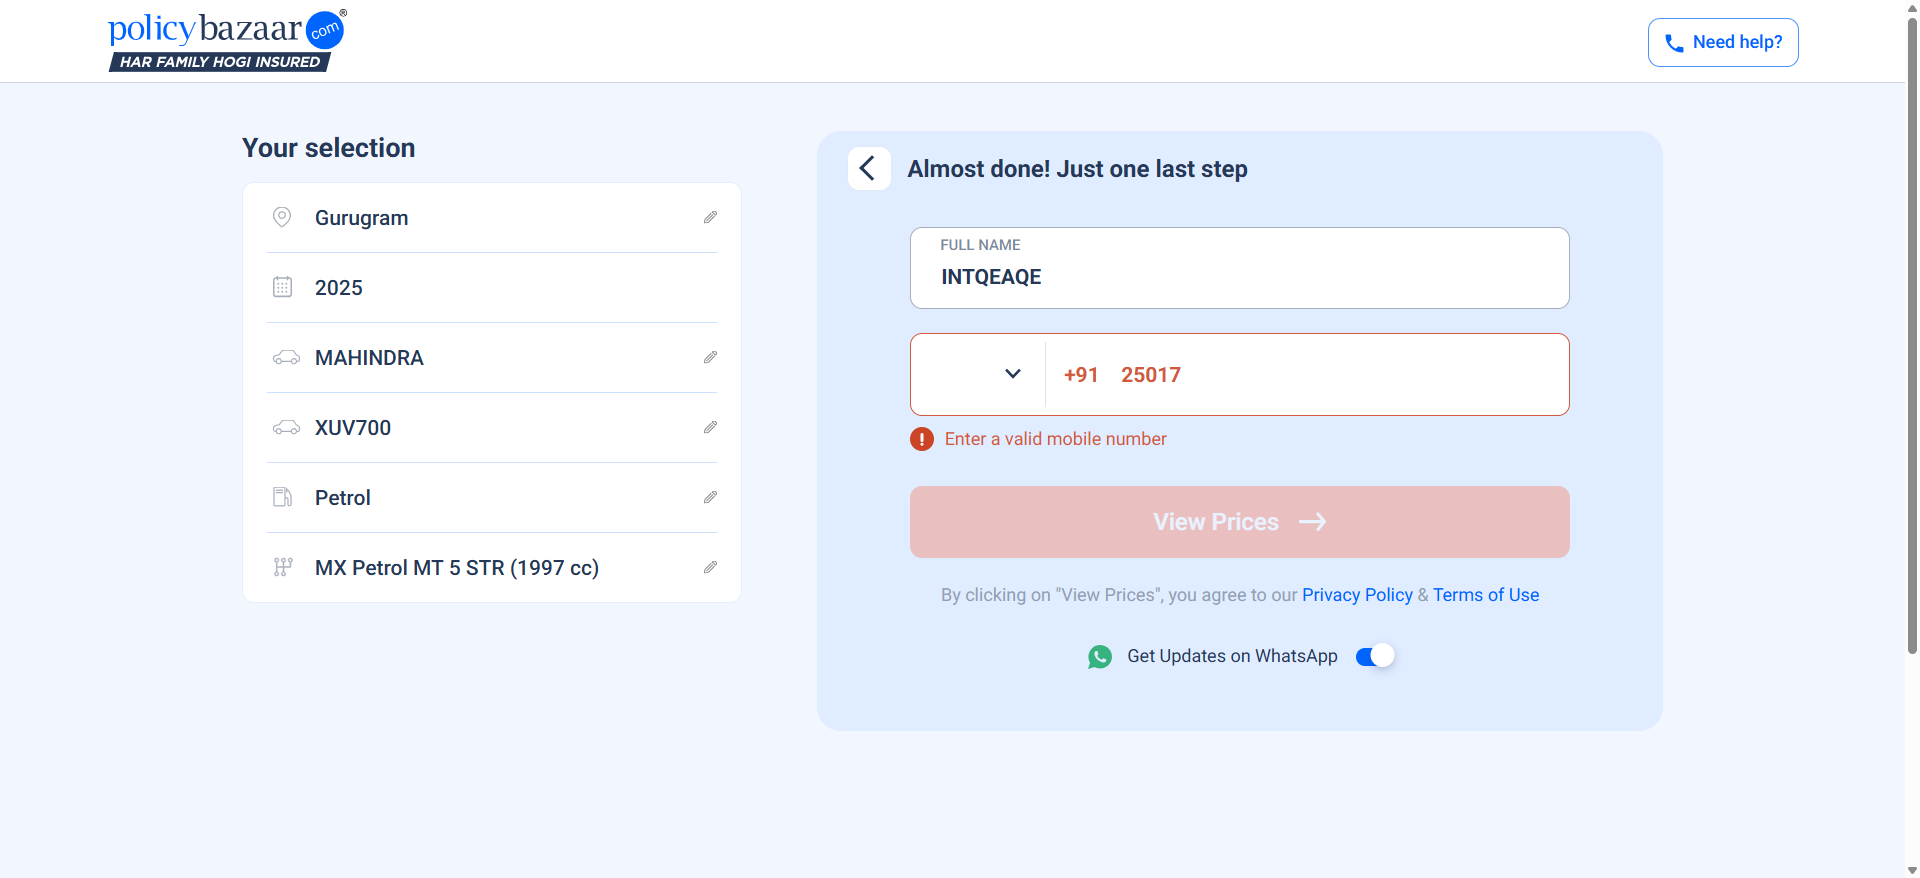 policybazaar.com®
HAR FAMILY HOGI INSURED
Need help?
Your selection
Gurugram
2025
MAHINDRA
XUV700
Petrol
MX Petrol MT 5 STR (1997 cc)
Almost done! Just one last step
FULL NAME
INTQEAQE
+91 25017
! Enter a valid mobile number
View Prices →
By clicking on "View Prices", you agree to our Privacy Policy & Terms of Use
Get Updates on WhatsApp